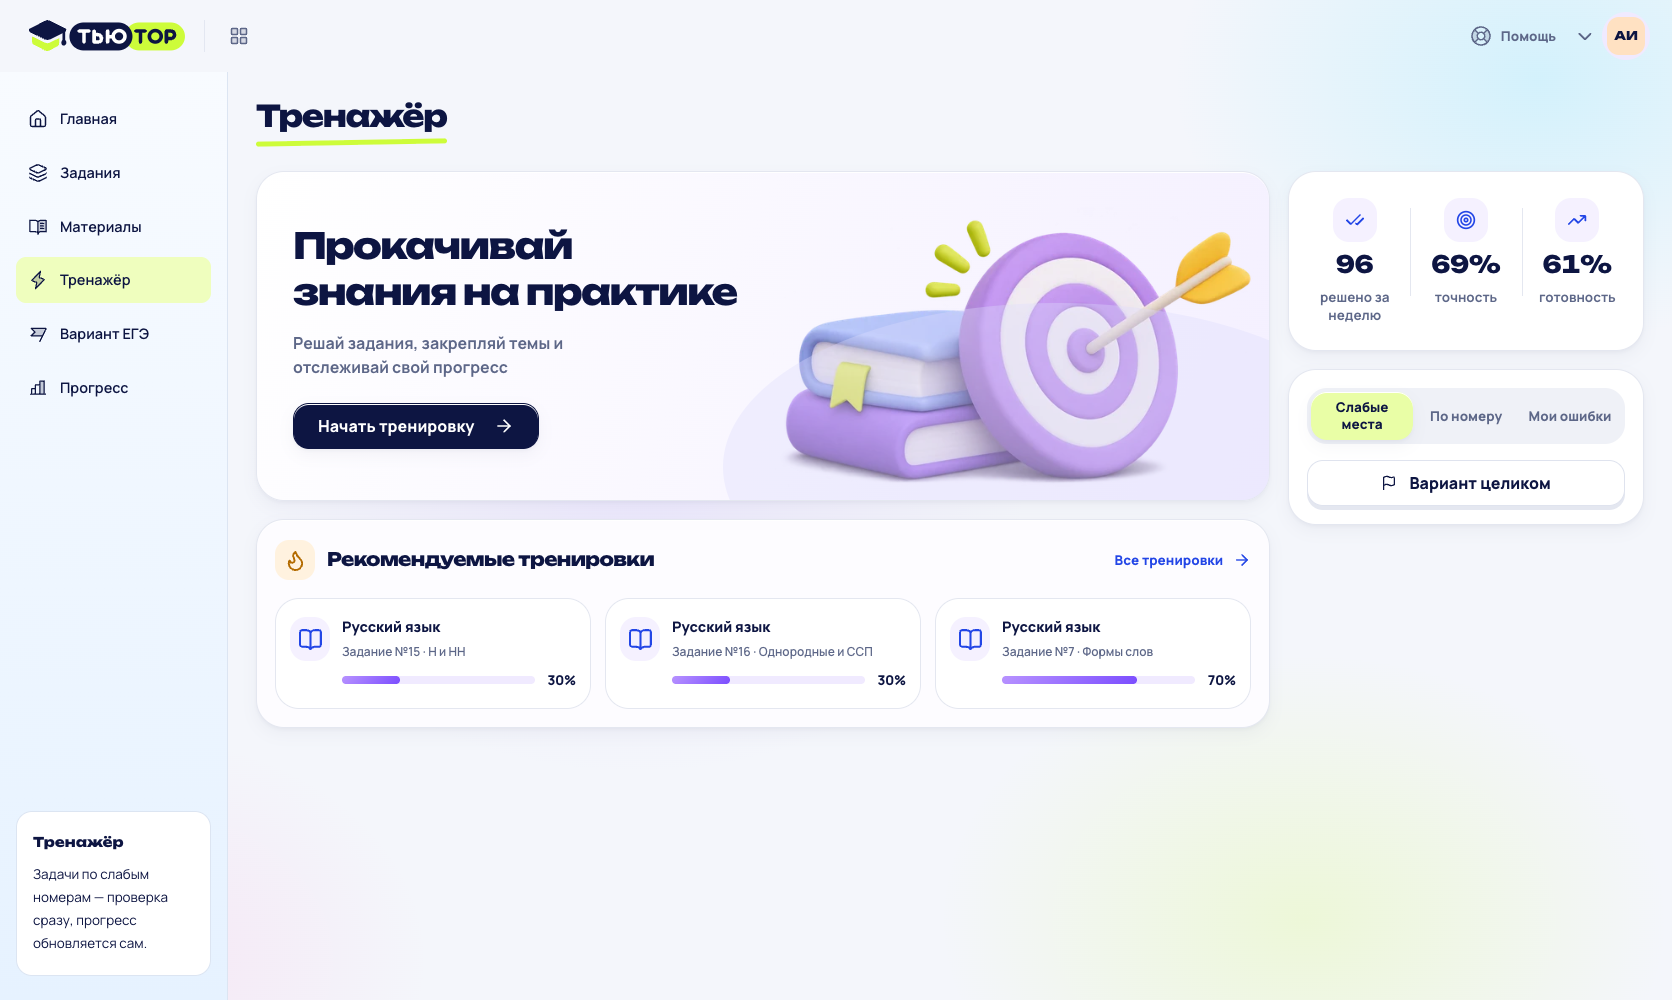 ТЬЮТОР
Помощь
АИ
Главная
Задания
Материалы
Тренажёр
Вариант ЕГЭ
Прогресс
Тренажёр
Задачи по слабым
номерам — проверка
сразу, прогресс
обновляется сам.
Тренажёр
Прокачивай
знания на практике
Решай задания, закрепляй темы и
отслеживай свой прогресс
Начать тренировку
96
решено за
неделю
69%
точность
61%
готовность
Слабые
места
По номеру
Мои ошибки
Вариант целиком
Рекомендуемые тренировки
Все тренировки
Русский язык
Задание №15 · Н и НН
30%
Русский язык
Задание №16 · Однородные и ССП
30%
Русский язык
Задание №7 · Формы слов
70%